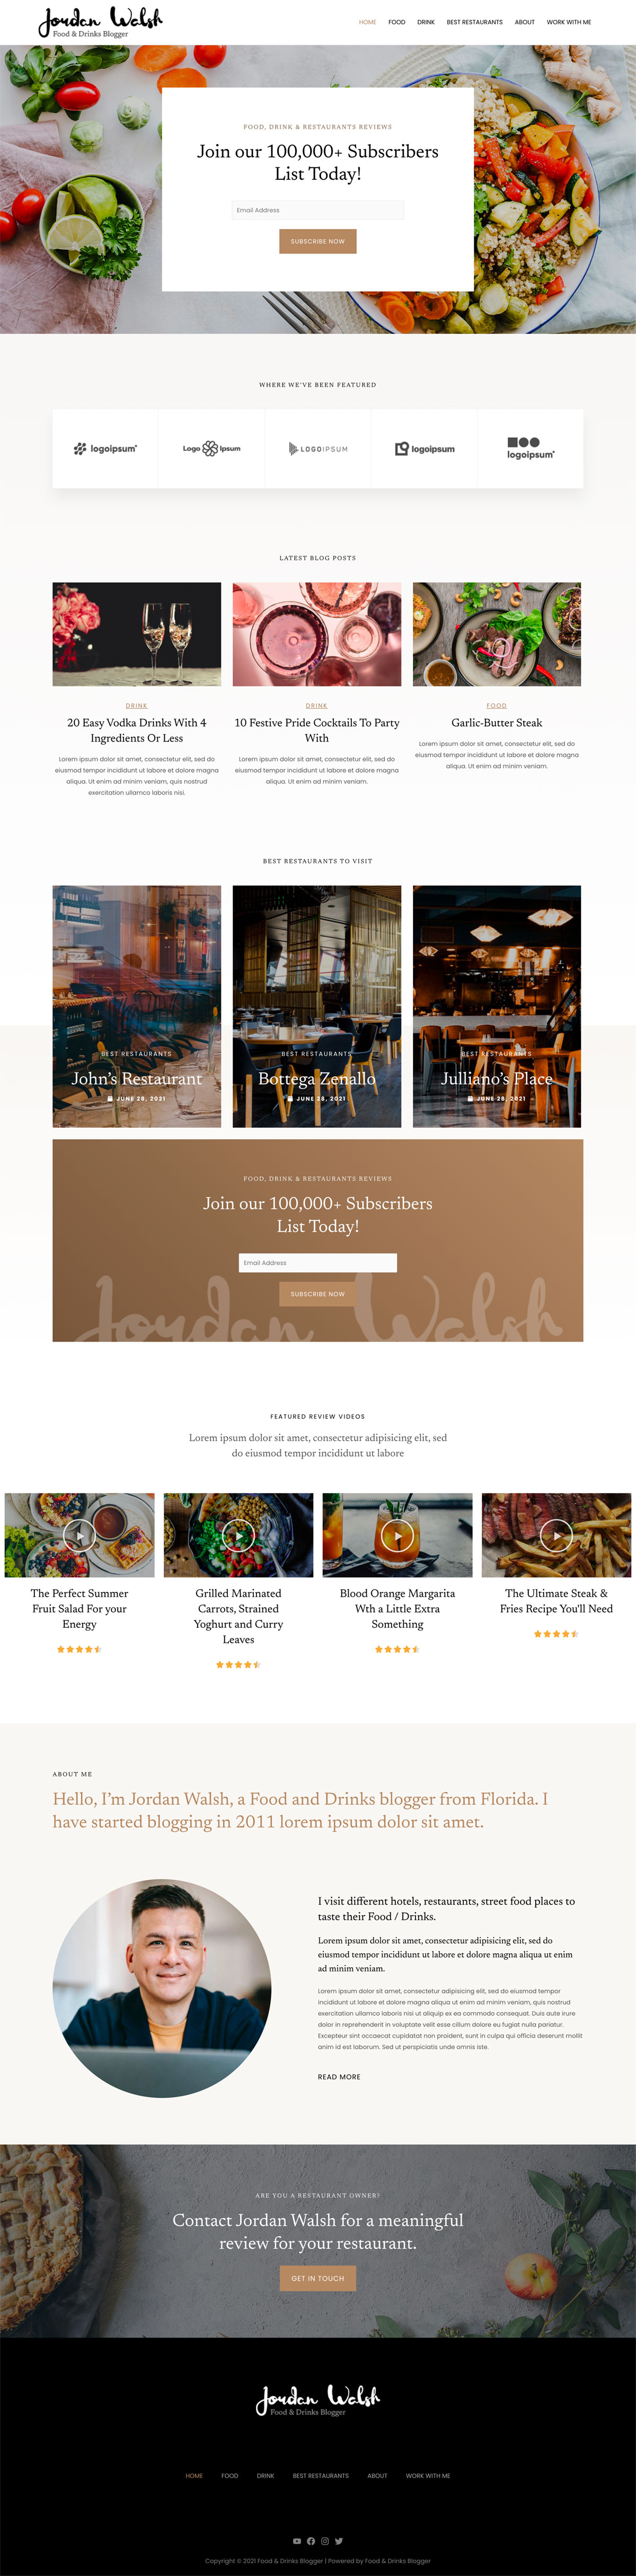 Jordan Walsh
Food & Drinks Blogger
HOME FOOD DRINK BEST RESTAURANTS ABOUT WORK WITH ME
FOOD, DRINK & RESTAURANTS REVIEWS
Join our 100,000+ Subscribers
List Today!
Email Address
SUBSCRIBE NOW
WHERE WE'VE BEEN FEATURED
logoipsum®
Logo Ipsum
LOGOIPSUM
logoipsum
logoipsum®
LATEST BLOG POSTS
DRINK
20 Easy Vodka Drinks With 4
Ingredients Or Less
Lorem ipsum dolor sit amet, consectetur elit, sed do
eiusmod tempor incididunt ut labore et dolore magna
aliqua. Ut enim ad minim veniam, quis nostrud
exercitation ullamco laboris nisi.
DRINK
10 Festive Pride Cocktails To Party
With
Lorem ipsum dolor sit amet, consectetur elit, sed do
eiusmod tempor incididunt ut labore et dolore magna
aliqua. Ut enim ad minim veniam.
FOOD
Garlic-Butter Steak
Lorem ipsum dolor sit amet, consectetur elit, sed do
eiusmod tempor incididunt ut labore et dolore magna
aliqua. Ut enim ad minim veniam.
BEST RESTAURANTS TO VISIT
BEST RESTAURANTS
John's Restaurant
JUNE 28, 2021
BEST RESTAURANTS
Bottega Zenallo
JUNE 28, 2021
BEST RESTAURANTS
Julliano's Place
JUNE 28, 2021
FOOD, DRINK & RESTAURANTS REVIEWS
Join our 100,000+ Subscribers
List Today!
Email Address
SUBSCRIBE NOW
Jordan Walsh
FEATURED REVIEW VIDEOS
Lorem ipsum dolor sit amet, consectetur adipisicing elit, sed
do eiusmod tempor incididunt ut labore
The Perfect Summer
Fruit Salad For your
Energy
Grilled Marinated
Carrots, Strained
Yoghurt and Curry
Leaves
Blood Orange Margarita
Wth a Little Extra
Something
The Ultimate Steak &
Fries Recipe You'll Need
ABOUT ME
Hello, I'm Jordan Walsh, a Food and Drinks blogger from Florida. I
have started blogging in 2011 lorem ipsum dolor sit amet.
I visit different hotels, restaurants, street food places to
taste their Food / Drinks.
Lorem ipsum dolor sit amet, consectetur adipisicing elit, sed do
eiusmod tempor incididunt ut labore et dolore magna aliqua ut enim
ad minim veniam.
Lorem ipsum dolor sit amet, consectetur adipisicing elit, sed do eiusmod tempor
incididunt ut labore et dolore magna aliqua ut enim ad minim veniam, quis nostrud
exercitation ullamco laboris nisi ut aliquip ex ea commodo consequat. Duis aute irure
dolor in reprehenderit in voluptate velit esse cillum dolore eu fugiat nulla pariatur.
Excepteur sint occaecat cupidatat non proident, sunt in culpa qui officia deserunt mollit
anim id est laborum. Sed ut perspiciatis unde omnis iste.
READ MORE
ARE YOU A RESTAURANT OWNER?
Contact Jordan Walsh for a meaningful
review for your restaurant.
GET IN TOUCH
Jordan Walsh
Food & Drinks Blogger
HOME FOOD DRINK BEST RESTAURANTS ABOUT WORK WITH ME
Copyright © 2021 Food & Drinks Blogger | Powered by Food & Drinks Blogger